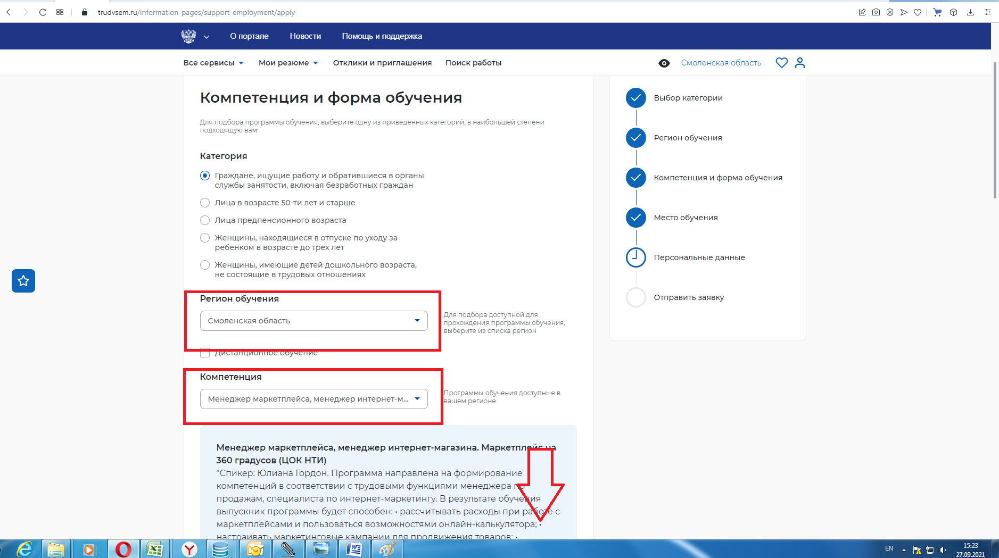 trudvsem.ru/information-pages/support-employment/apply
О портале
Новости
Помощь и поддержка
Все сервисы
Мои резюме
Отклики и приглашения
Поиск работы
Смоленская область
Компетенция и форма обучения
Для подбора программы обучения, выберите одну из приведенных категорий, в наибольшей степени
подходящую вам:
Категория
Граждане, ищущие работу и обратившиеся в органы
службы занятости, включая безработных граждан
Лица в возрасте 50-ти лет и старше
Лица предпенсионного возраста
Женщины, находящиеся в отпуске по уходу за
ребенком в возрасте до трех лет
Женщины, имеющие детей дошкольного возраста,
не состоящие в трудовых отношениях
Регион обучения
Смоленская область
Для подбора доступной для
прохождения программы обучения,
выберите из списка регион
Дистанционное обучение
Компетенция
Менеджер маркетплейса, менеджер интернет-м...
Программы обучения доступные в
вашем регионе
Менеджер маркетплейса, менеджер интернет-магазина. Маркетплейс на
360 градусов (ЦОК НТИ)
"Спикер: Юлиана Гордон. Программа направлена на формирование
компетенций в соответствии с трудовыми функциями менеджера по
продажам, специалиста по интернет-маркетингу. В результате обучения
выпускник программы будет способен: • рассчитывать расходы при работе с
маркетплейсами и пользоваться возможностями онлайн-калькулятора; •
настраивать маркетинговые кампании для продвижения товаров; •
Выбор категории
Регион обучения
Компетенция и форма обучения
Место обучения
Персональные данные
Отправить заявку
EN
15:23
27.09.2021